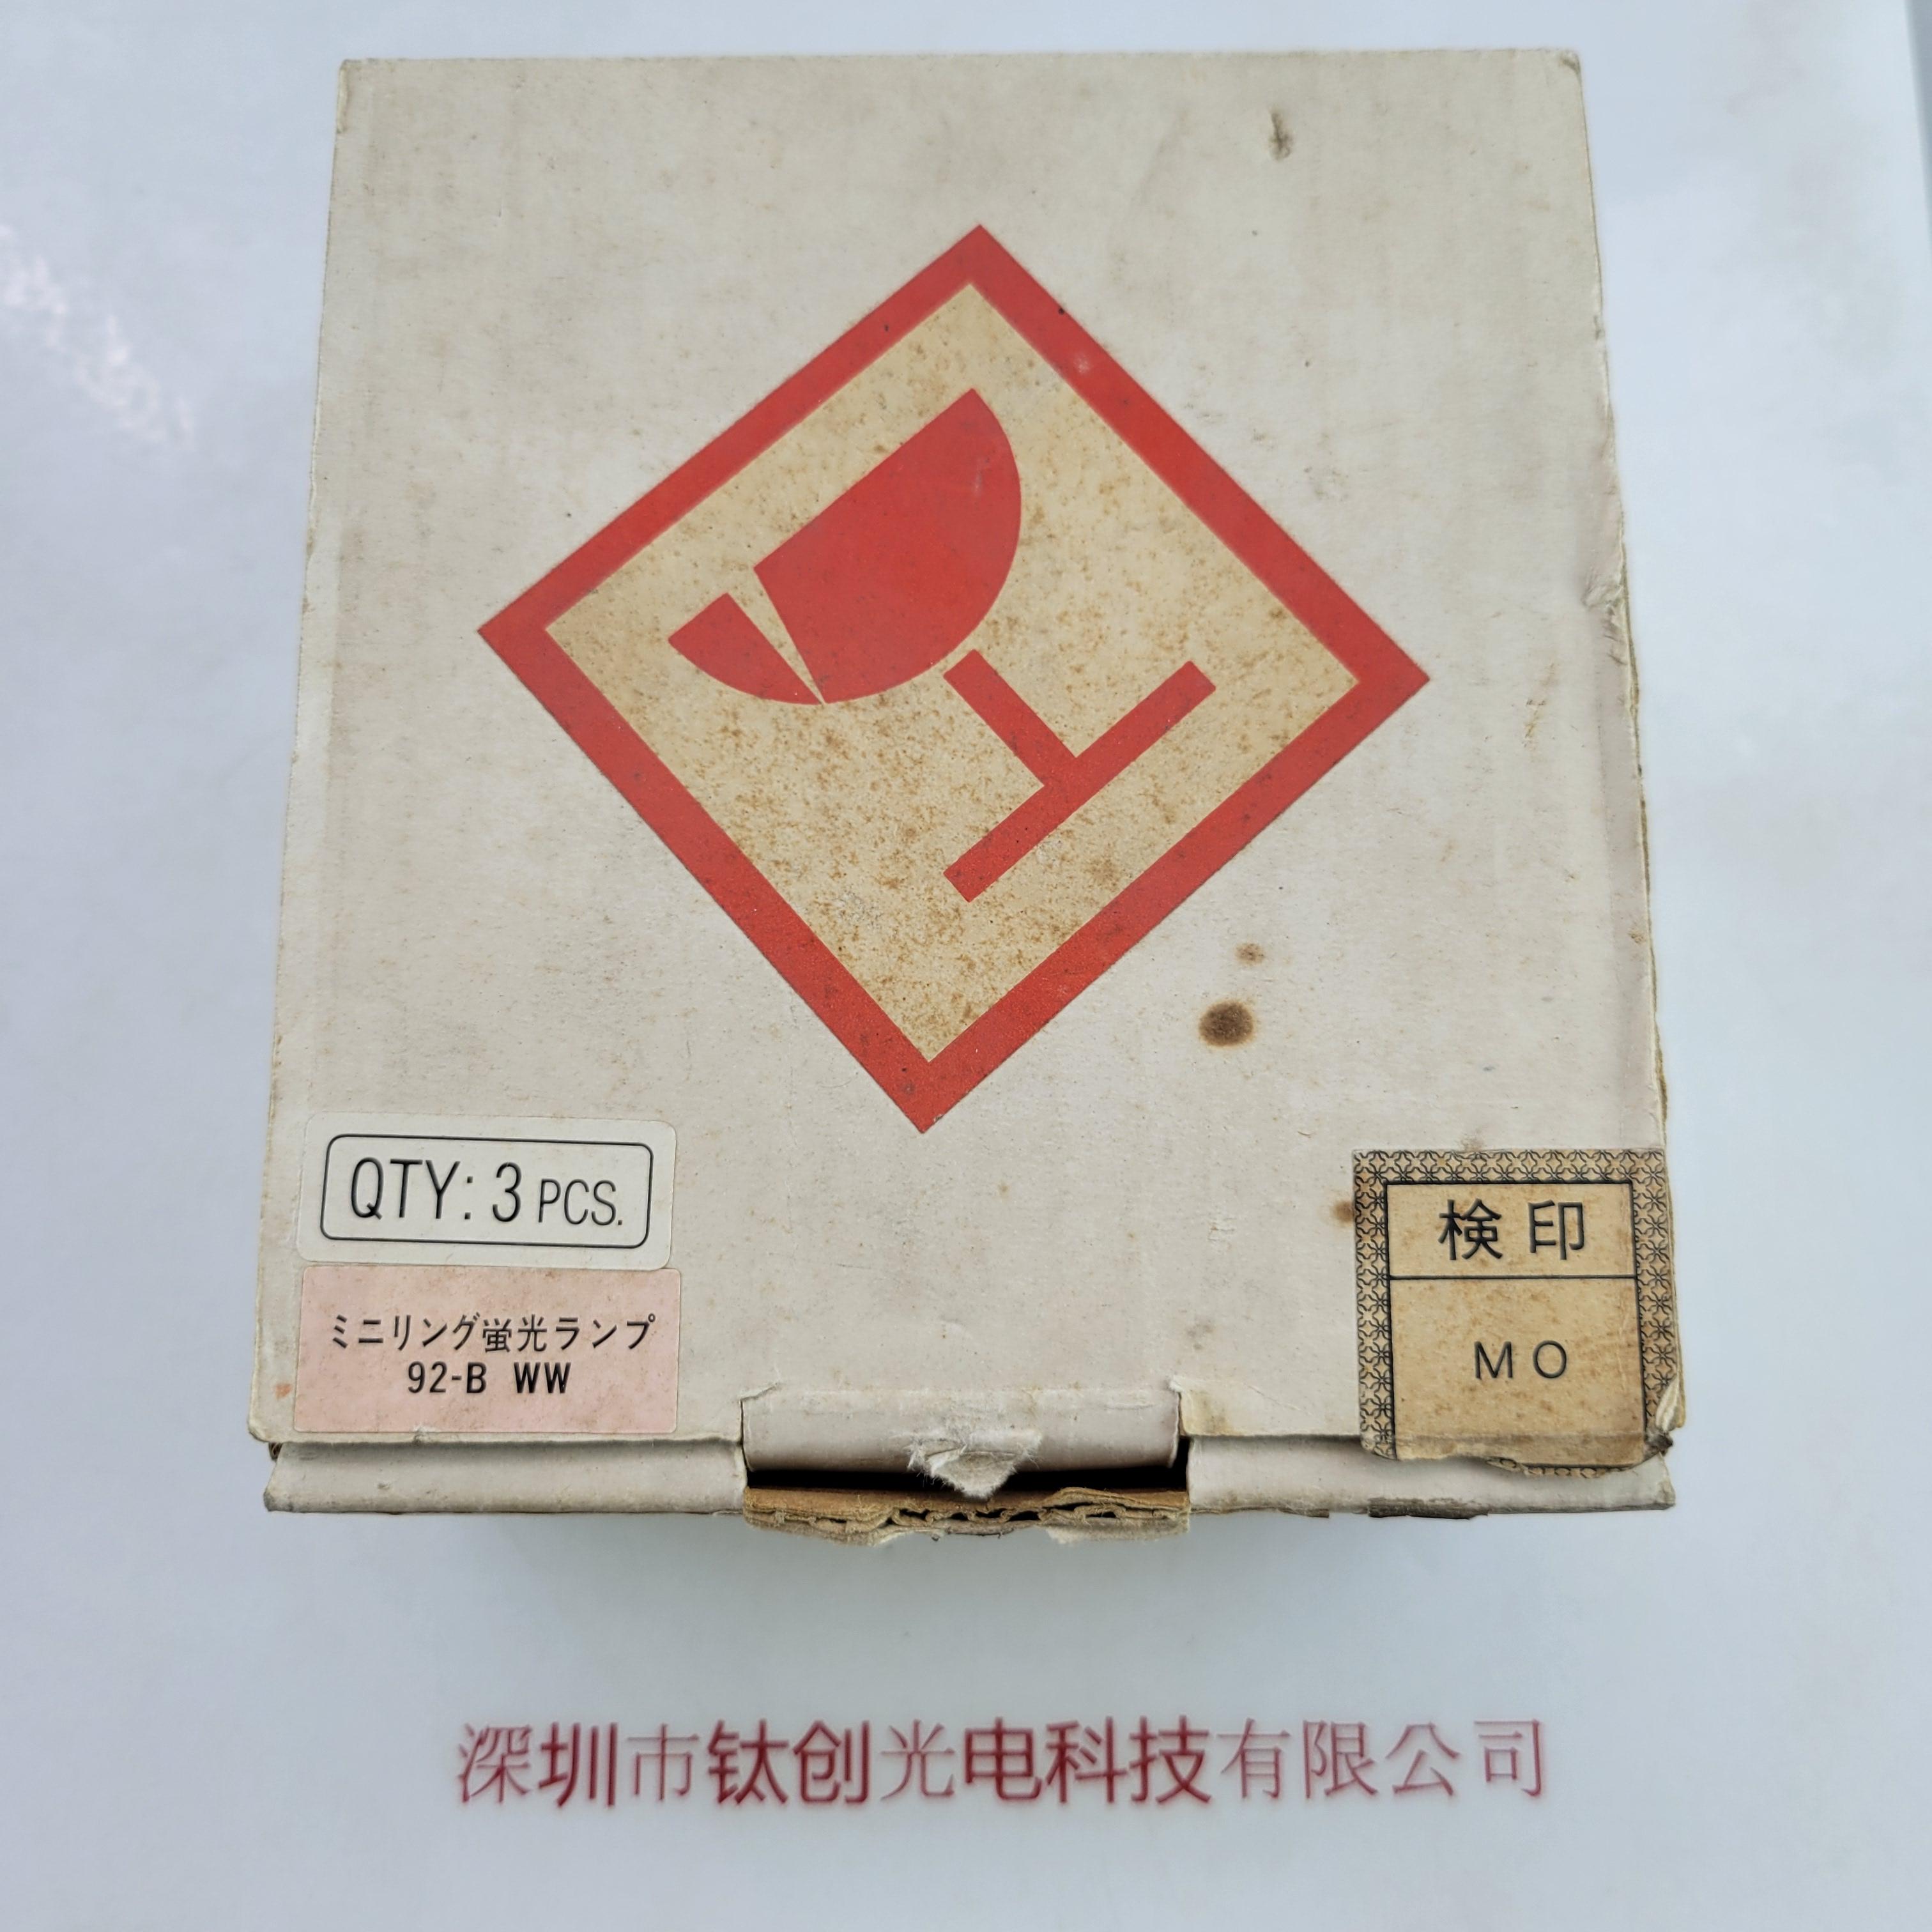 QTY: 3 PCS.
ミニリング蛍光ランプ
92-B WW
検印
MO
深圳市钛创光电科技有限公司